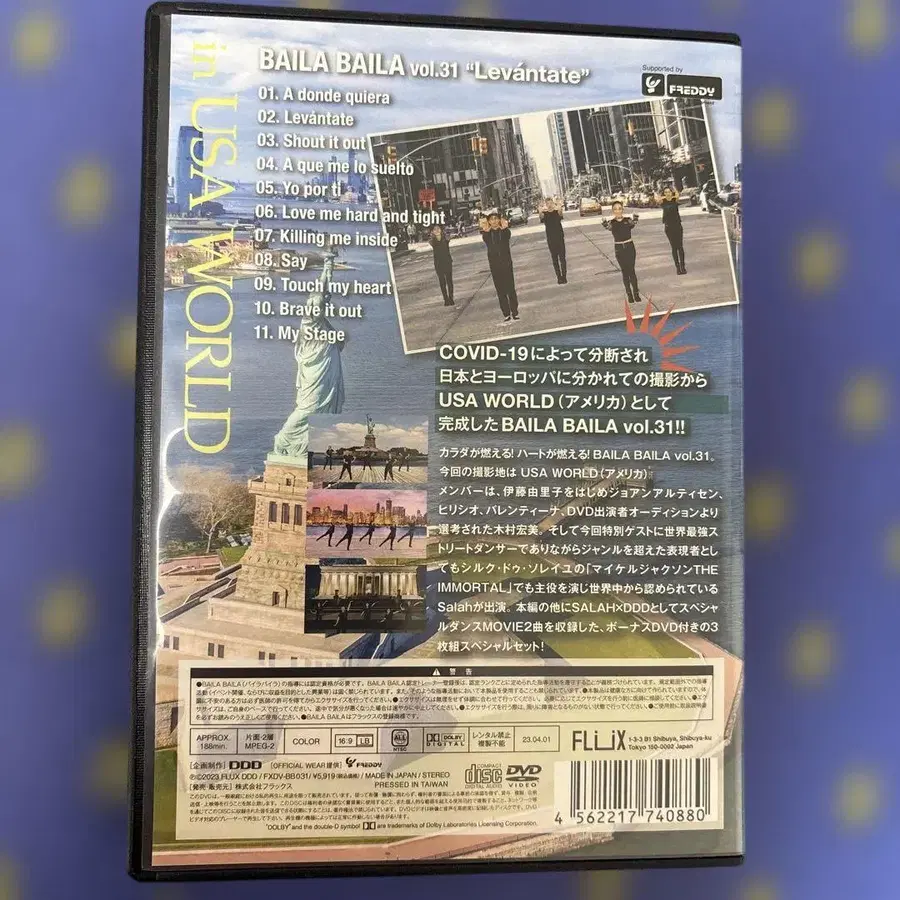 in USA WORLD
BAILA BAILA vol.31 "Levántate"
Supported by
FREDDY
01. A donde quiera
02. Levántate
03. Shout it out
04. A que me lo suelto
05. Yo por ti
06. Love me hard and tight
07. Killing me inside
08. Say
09. Touch my heart
10. Brave it out
11. My Stage
COVID-19によって分断され
日本とヨーロッパに分かれての撮影から
USA WORLD(アメリカ)として
完成したBAILA BAILA vol.31!!
カラダが燃える!ハートが燃える!BAILA BAILA vol.31。
今回の撮影地は USA WORLD(アメリカ)
メンバーは、伊藤由里子をはじめジョアンアルティセン、
ヒリシオ、バレンティーナ、DVD出演者オーディションより
選考された木村宏美。そして今回特別ゲストに世界最強ス
トリートダンサーでありながらジャンルを超えた表現者とし
てもシルク・ドゥ・ソレイユの「マイケルジャクソンTHE
IMMORTAL」でも主役を演じ世界中から認められている
Salahが出演。本編の他にSALAH×DDDとしてスペシャ
ルダンスMOVIE2曲を収録した、ボーナスDVD付きの3
枚組スペシャルセット!
警告
APPROX. 188min.
片面・2層 MPEG-2
COLOR
16:9 LB
ALL NTSC
DOLBY DIGITAL
レンタル禁止 複製不能
23.04.01
FLUX
1-3-3 B1 Shibuya, Shibuya-ku
Tokyo 150-0002 Japan
[企画制作] DDD [OFFICIAL WEAR提供] FREDDY
Ⓟ©2023 FLUX DDD / FXDV-BB031/ ¥5,919(税込価格) / MADE IN JAPAN / STEREO
[発売・販売元] 株式会社フラックス PRESSED IN TAIWAN
COMPACT disc DIGITAL AUDIO
DVD VIDEO
"DOLBY" and the double-D symbol are trademarks of Dolby Laboratories Licensing Corporation.
4 562217 740880